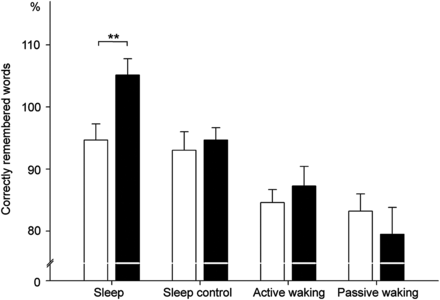 %
110
**
100
90
80
0
Correctly remembered words
Sleep
Sleep control
Active waking
Passive waking